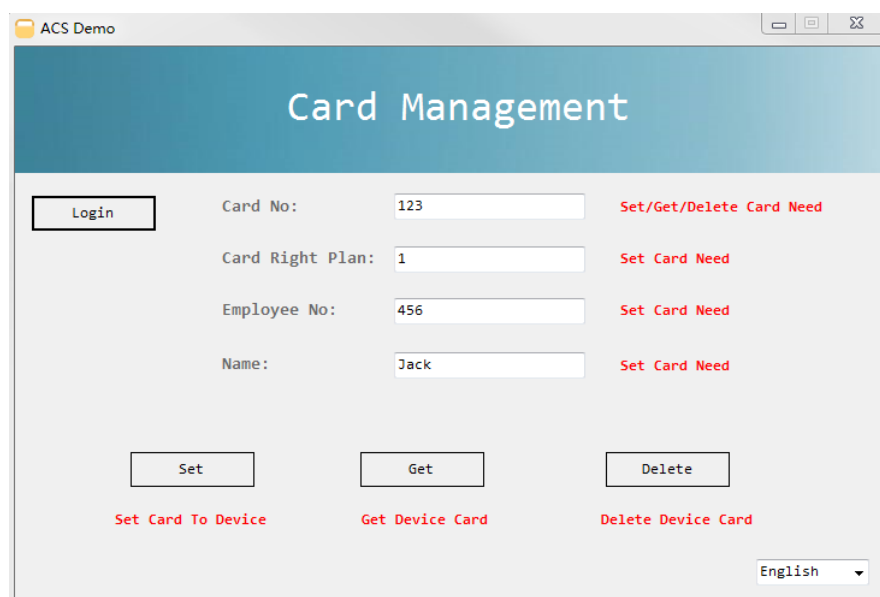 ACS Demo
Card Management
Login
Card No: 123 Set/Get/Delete Card Need
Card Right Plan: 1 Set Card Need
Employee No: 456 Set Card Need
Name: Jack Set Card Need
Set Get Delete
Set Card To Device Get Device Card Delete Device Card
English